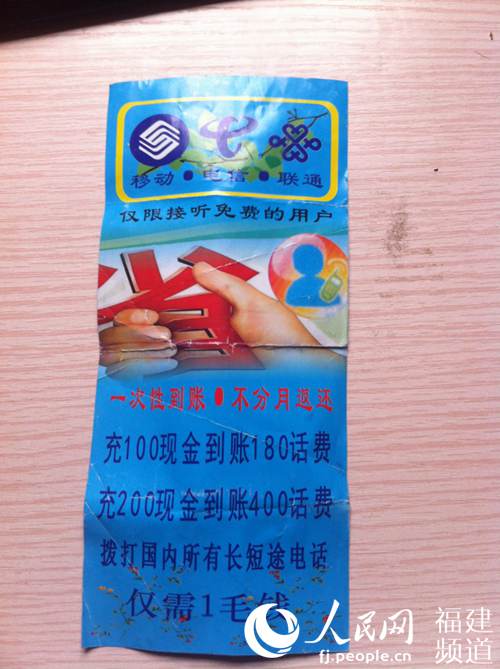 移动·电信·联通
仅限接听免费的用户
省
一次性到账·不分月返还
充100现金到账180话费
充200现金到账400话费
拨打国内所有长短途电话
仅需1毛钱
人民网
fj.people.cn
福建
频道